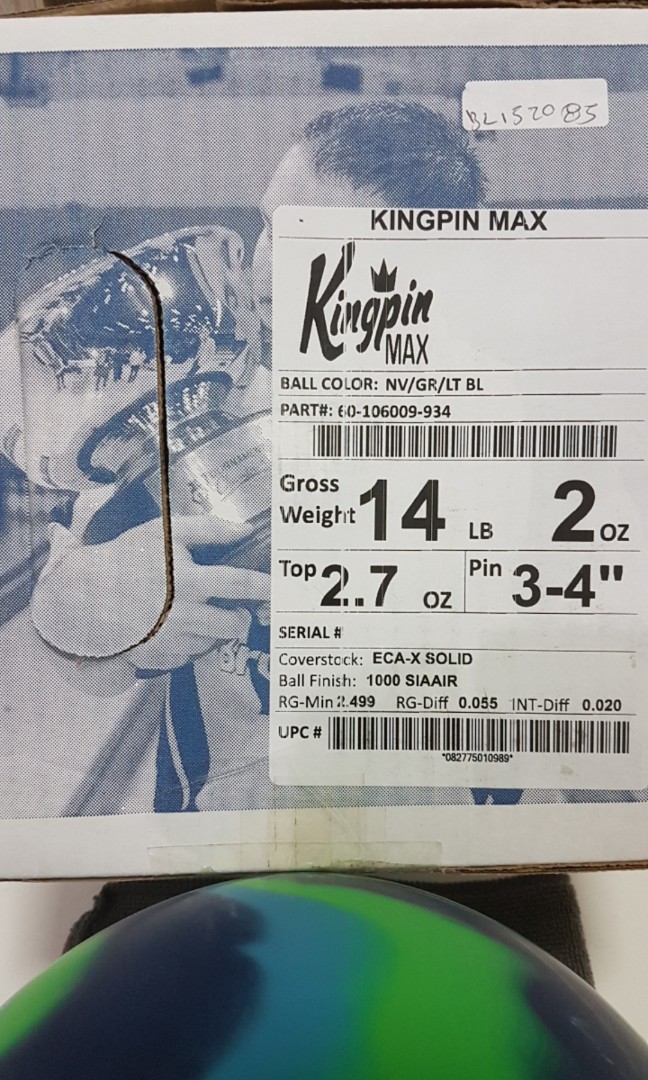 BL152085
KINGPIN MAX
Kingpin
MAX
BALL COLOR: NV/GR/LT BL
PART#: 60-106009-934
Gross
Weight 14 LB 2 OZ
Top 2.7 OZ Pin 3-4"
SERIAL #
Coverstock: ECA-X SOLID
Ball Finish: 1000 SIAAIR
RG-Min 2.499 RG-Diff 0.055 INT-Diff 0.020
UPC #
*082775010989*